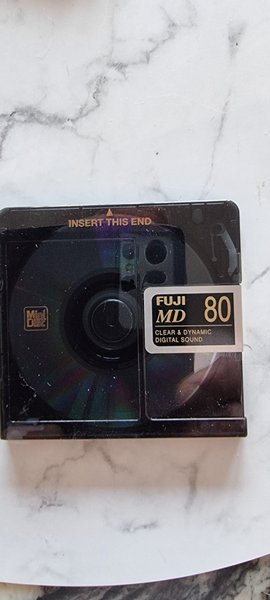 INSERT THIS END
Mini
Disc
FUJI
MD 80
CLEAR & DYNAMIC
DIGITAL SOUND